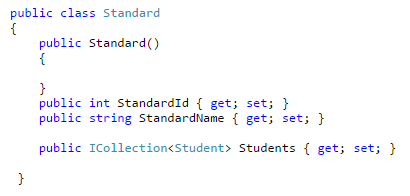 public class Standard
{
    public Standard()
    {

    }
    public int StandardId { get; set; }
    public string StandardName { get; set; }

    public ICollection<Student> Students { get; set; }

}